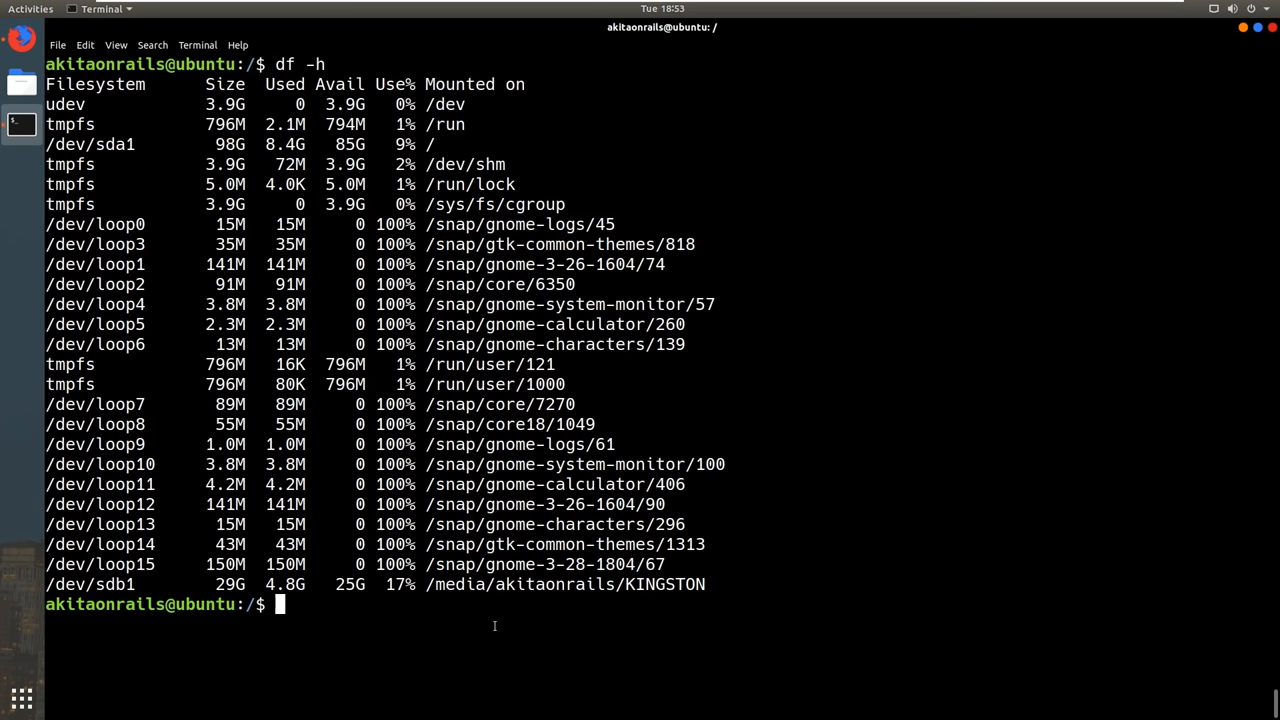 Activities Terminal Tue 18:53
akitaonrails@ubuntu: /
File Edit View Search Terminal Help
akitaonrails@ubuntu:/$ df -h
Filesystem Size Used Avail Use% Mounted on
udev 3.9G 0 3.9G 0% /dev
tmpfs 796M 2.1M 794M 1% /run
/dev/sda1 98G 8.4G 85G 9% /
tmpfs 3.9G 72M 3.9G 2% /dev/shm
tmpfs 5.0M 4.0K 5.0M 1% /run/lock
tmpfs 3.9G 0 3.9G 0% /sys/fs/cgroup
/dev/loop0 15M 15M 0 100% /snap/gnome-logs/45
/dev/loop3 35M 35M 0 100% /snap/gtk-common-themes/818
/dev/loop1 141M 141M 0 100% /snap/gnome-3-26-1604/74
/dev/loop2 91M 91M 0 100% /snap/core/6350
/dev/loop4 3.8M 3.8M 0 100% /snap/gnome-system-monitor/57
/dev/loop5 2.3M 2.3M 0 100% /snap/gnome-calculator/260
/dev/loop6 13M 13M 0 100% /snap/gnome-characters/139
tmpfs 796M 16K 796M 1% /run/user/121
tmpfs 796M 80K 796M 1% /run/user/1000
/dev/loop7 89M 89M 0 100% /snap/core/7270
/dev/loop8 55M 55M 0 100% /snap/core18/1049
/dev/loop9 1.0M 1.0M 0 100% /snap/gnome-logs/61
/dev/loop10 3.8M 3.8M 0 100% /snap/gnome-system-monitor/100
/dev/loop11 4.2M 4.2M 0 100% /snap/gnome-calculator/406
/dev/loop12 141M 141M 0 100% /snap/gnome-3-26-1604/90
/dev/loop13 15M 15M 0 100% /snap/gnome-characters/296
/dev/loop14 43M 43M 0 100% /snap/gtk-common-themes/1313
/dev/loop15 150M 150M 0 100% /snap/gnome-3-28-1804/67
/dev/sdb1 29G 4.8G 25G 17% /media/akitaonrails/KINGSTON
akitaonrails@ubuntu:/$